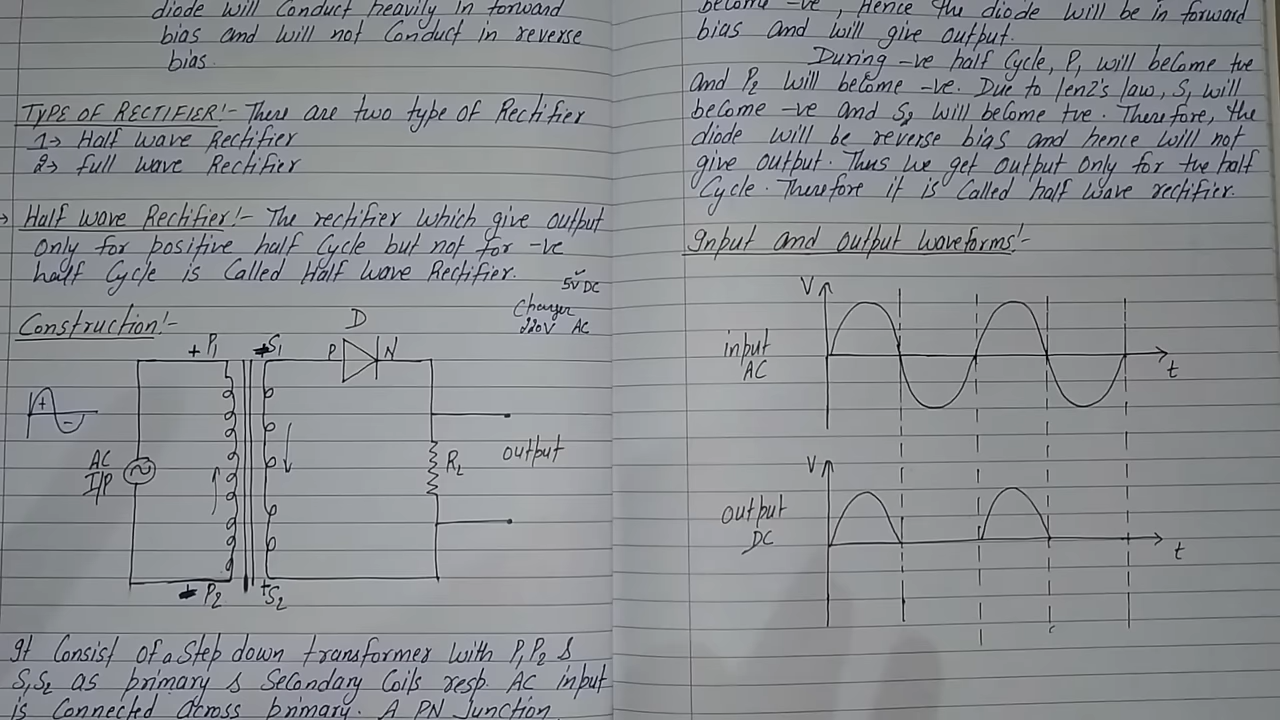 diode will Conduct heavily in forward
bias and will not Conduct in reverse
bias.
TYPE OF RECTIFIER!- There are two type of Rectifier
1→ Half wave Rectifier
2→ full wave Rectifier
→ Half wave Rectifier!- The rectifier which give output
only for positive half Cycle but not for -ve
half Cycle is Called Half wave Rectifier.
5V DC
Charger
220V AC
Construction!-
D
+ P₁
S₁
P
N
+
-
AC
I/P
R_L
output
P₂
+S₂
It Consist of a Step down transformer with P₁P₂ &
S₁S₂ as primary & Secondary Coils resp. AC input
is Connected across primary. A PN Junction
become -ve, Hence the diode will be in forward
bias and will give output.
During -ve half Cycle, P₁ will become +ve
and P₂ will become -ve. Due to lenz's law, S₁ will
become -ve and S₂ will become +ve. Therefore, the
diode will be reverse bias and hence will not
give output. Thus we get output only for the half
Cycle. Therefore it is Called half wave rectifier.
Input and output waveforms!-
V
input
AC
t
V
output
DC
t